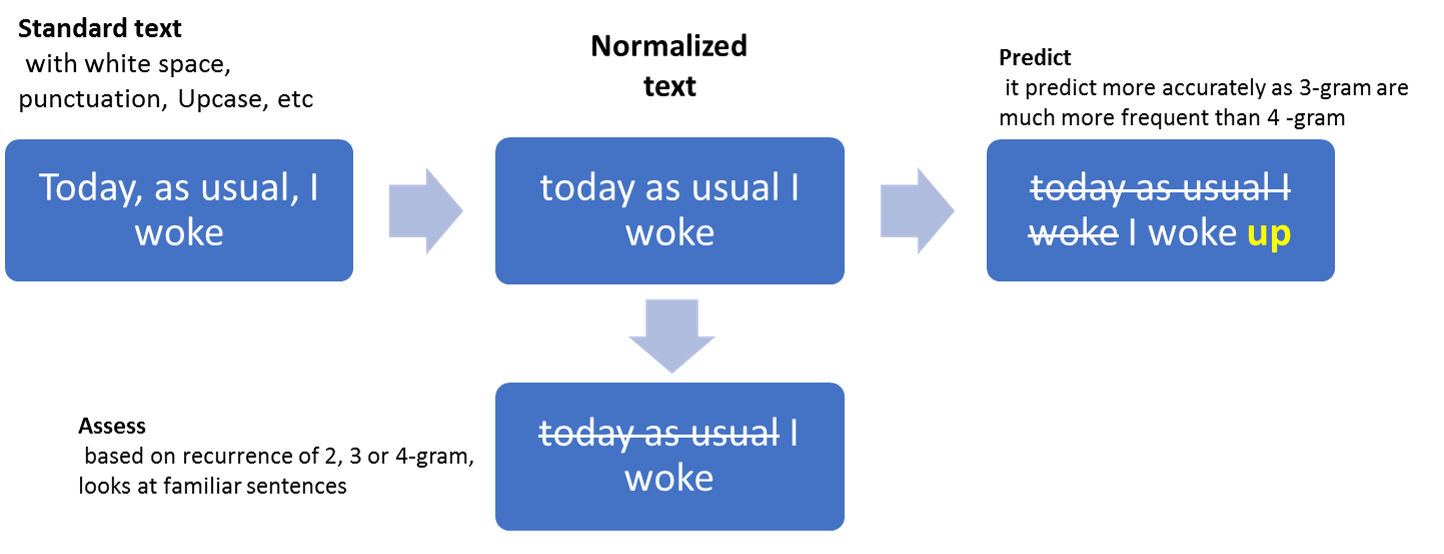 Standard text
with white space,
punctuation, Upcase, etc
Today, as usual, I
woke
Normalized
text
today as usual I
woke
Predict
it predict more accurately as 3-gram are
much more frequent than 4 -gram
today as usual I
woke I woke up
Assess
based on recurrence of 2, 3 or 4-gram,
looks at familiar sentences
today as usual I
woke